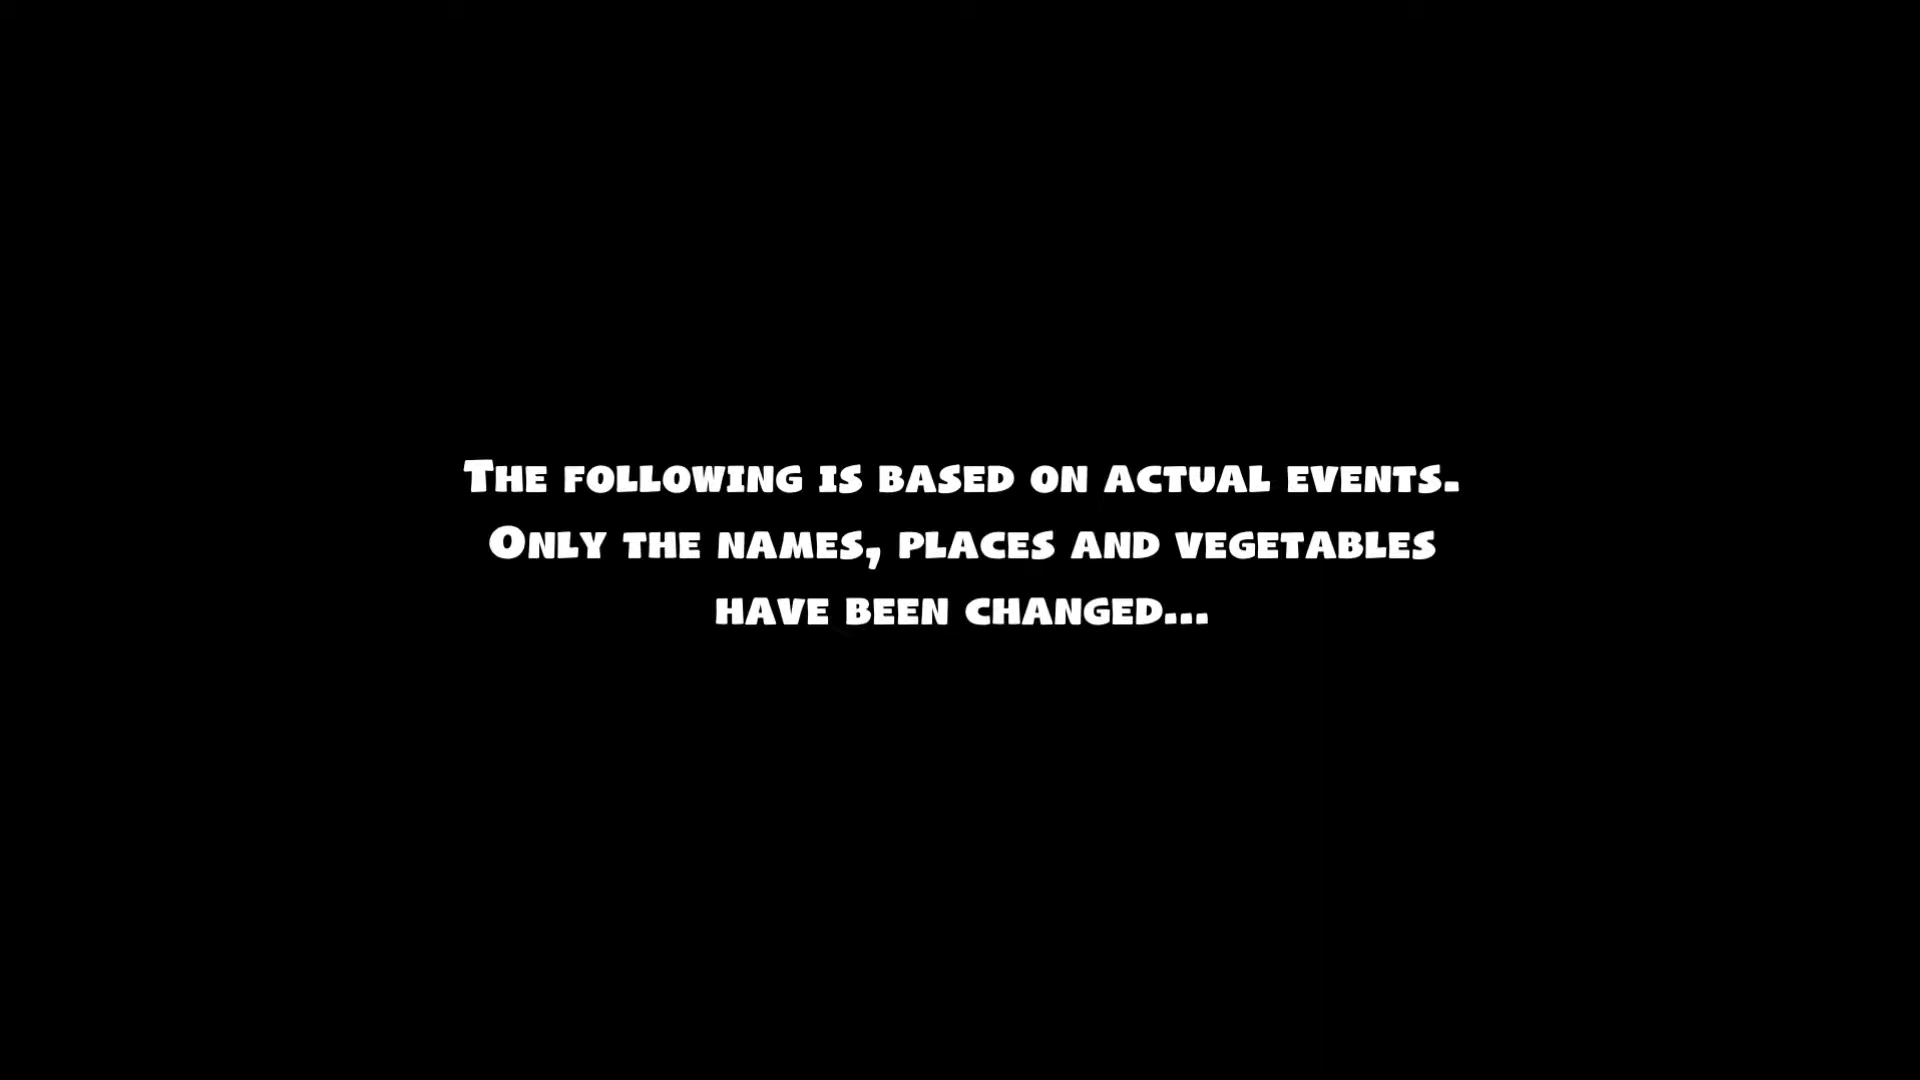 The following is based on actual events.
Only the names, places and vegetables
have been changed...